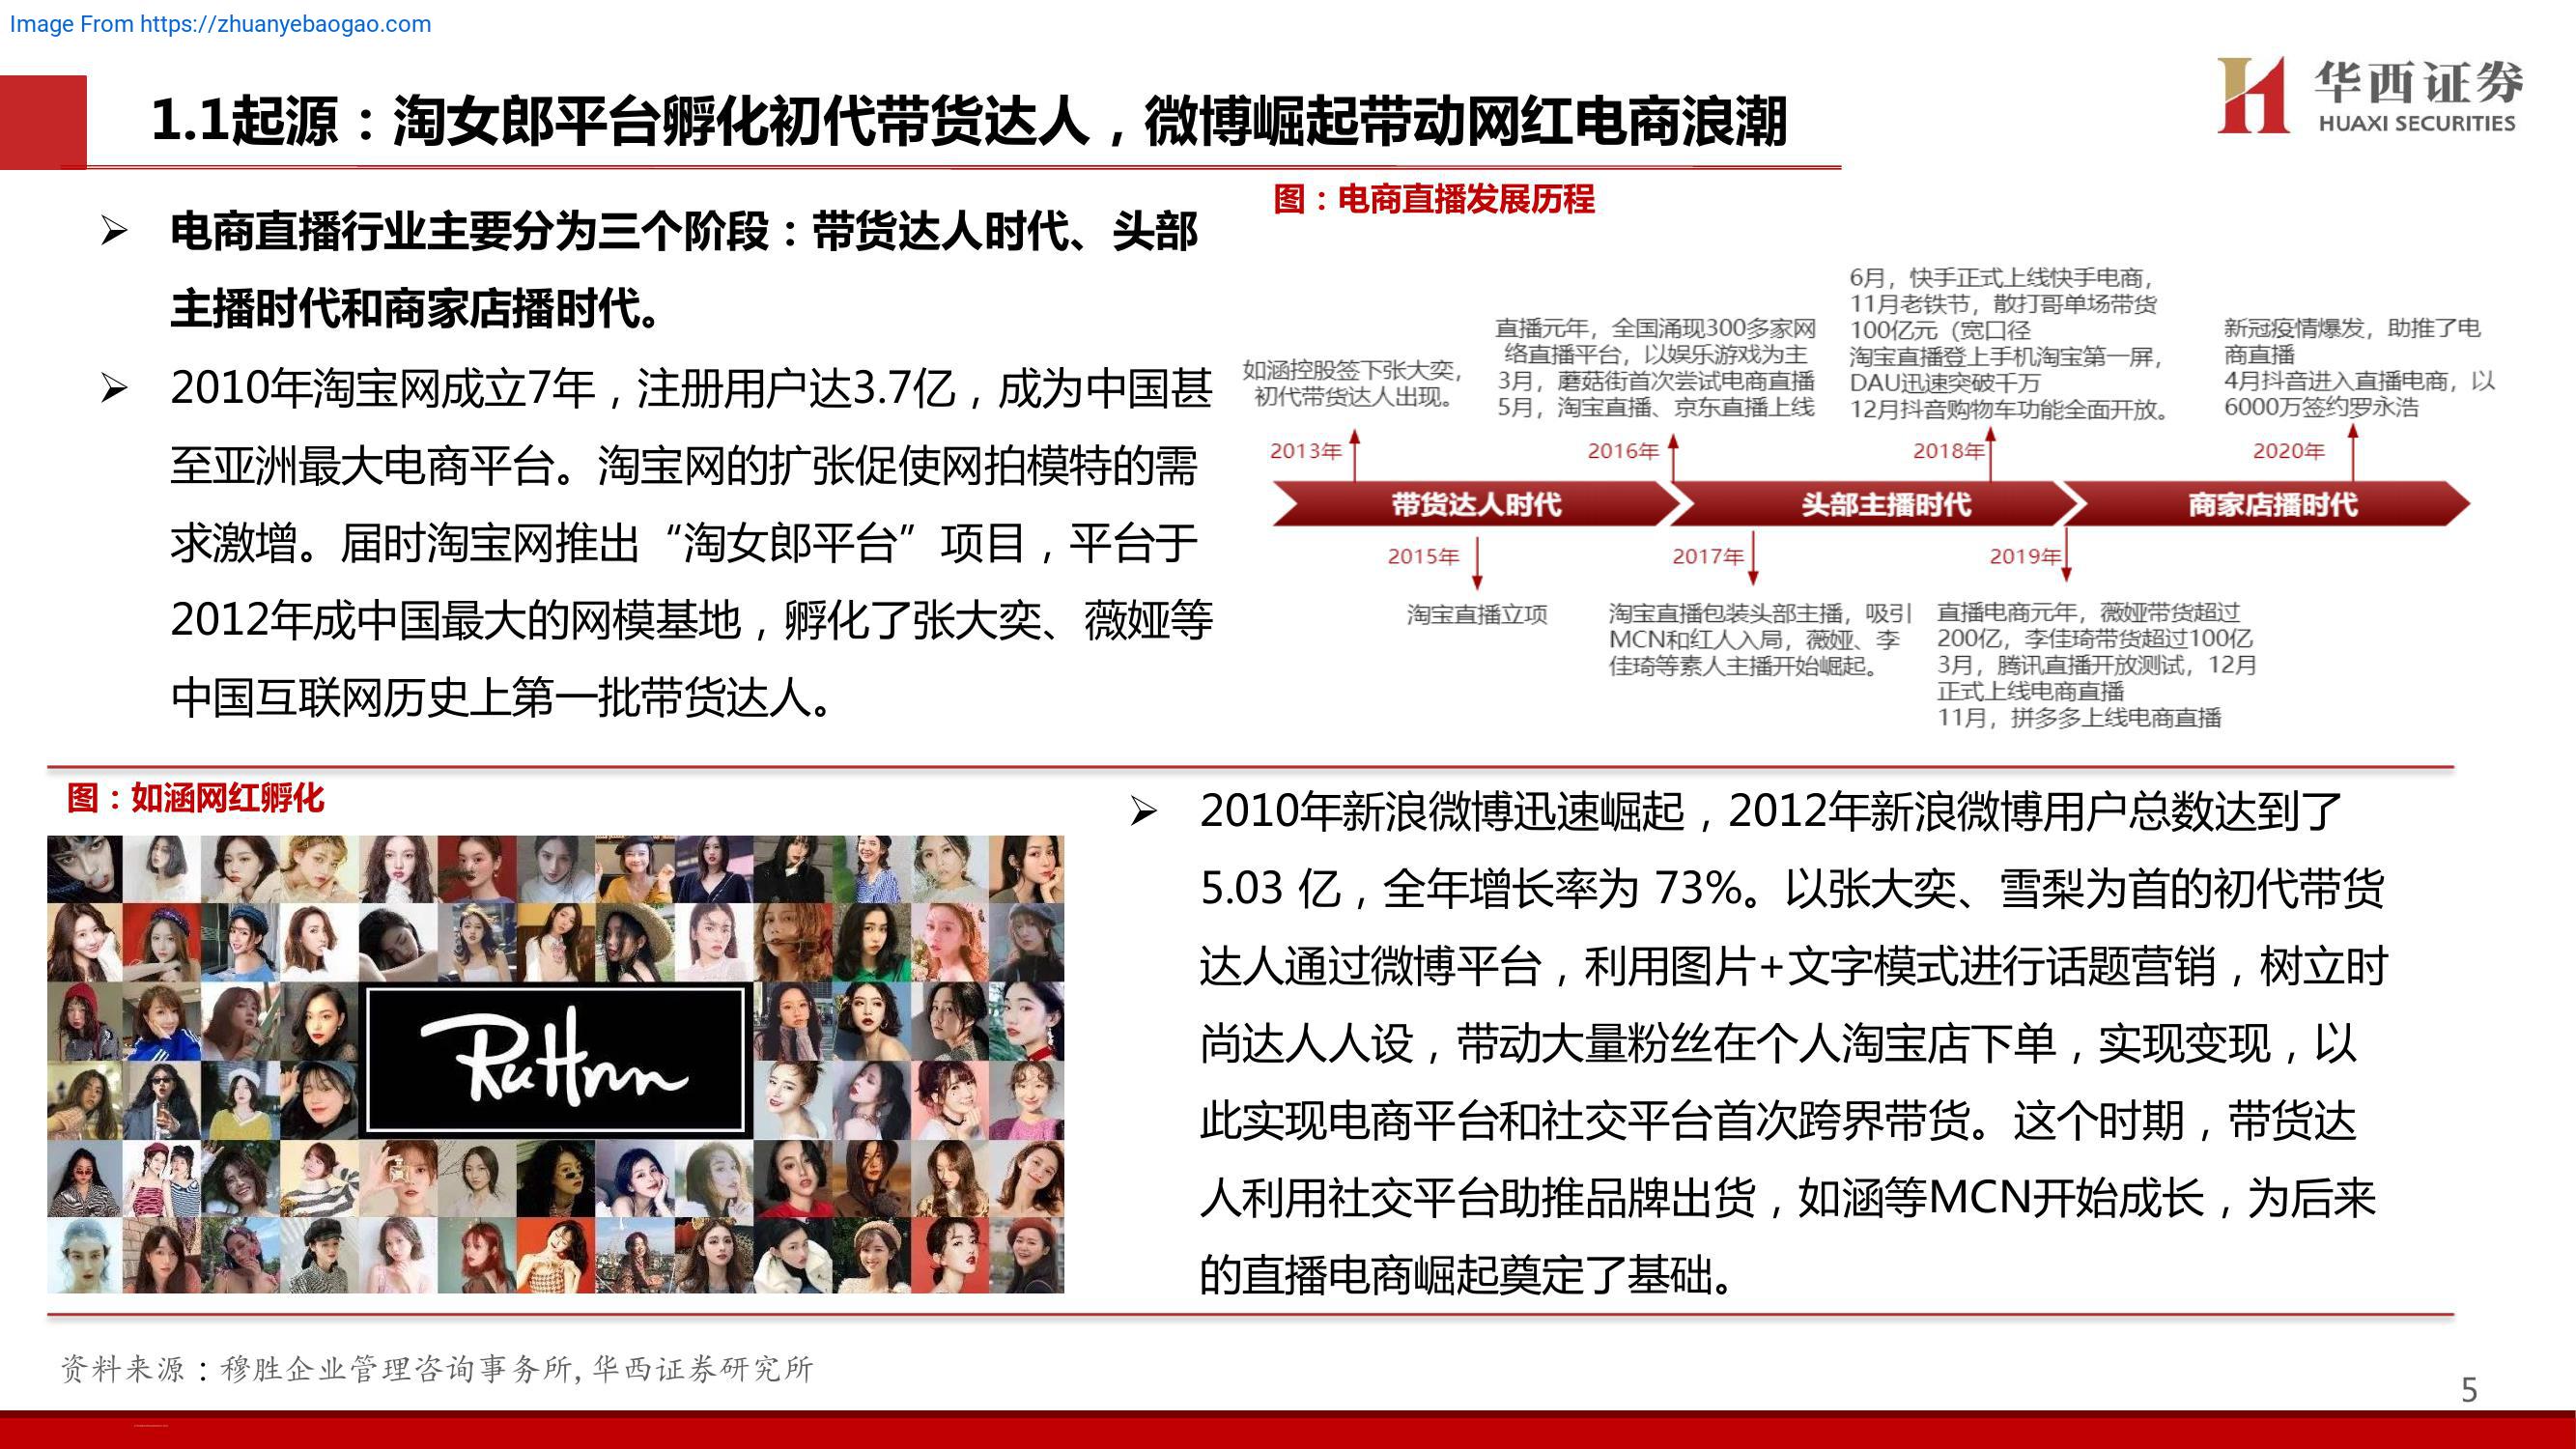 Image From https://zhuanyebaogao.com
华西证券
HUAXI SECURITIES
1.1起源：淘女郎平台孵化初代带货达人，微博崛起带动网红电商浪潮
➢ 电商直播行业主要分为三个阶段：带货达人时代、头部
主播时代和商家店播时代。
➢ 2010年淘宝网成立7年，注册用户达3.7亿，成为中国甚
至亚洲最大电商平台。淘宝网的扩张促使网拍模特的需
求激增。届时淘宝网推出“淘女郎平台”项目，平台于
2012年成中国最大的网模基地，孵化了张大奕、薇娅等
中国互联网历史上第一批带货达人。
图：电商直播发展历程
如涵控股签下张大奕，
初代带货达人出现。
2013年
直播元年，全国涌现300多家网
络直播平台，以娱乐游戏为主
3月，蘑菇街首次尝试电商直播
5月，淘宝直播、京东直播上线
2016年
6月，快手正式上线快手电商，
11月老铁节，散打哥单场带货
100亿元（宽口径
淘宝直播登上手机淘宝第一屏，
DAU迅速突破千万
12月抖音购物车功能全面开放。
2018年
新冠疫情爆发，助推了电
商直播
4月抖音进入直播电商，以
6000万签约罗永浩
2020年
带货达人时代
头部主播时代
商家店播时代
2015年
淘宝直播立项
2017年
淘宝直播包装头部主播，吸引
MCN和红人入局，薇娅、李
佳琦等素人主播开始崛起。
2019年
直播电商元年，薇娅带货超过
200亿，李佳琦带货超过100亿
3月，腾讯直播开放测试，12月
正式上线电商直播
11月，拼多多上线电商直播
图：如涵网红孵化
RuHnn
➢ 2010年新浪微博迅速崛起，2012年新浪微博用户总数达到了
5.03 亿，全年增长率为 73%。以张大奕、雪梨为首的初代带货
达人通过微博平台，利用图片+文字模式进行话题营销，树立时
尚达人人设，带动大量粉丝在个人淘宝店下单，实现变现，以
此实现电商平台和社交平台首次跨界带货。这个时期，带货达
人利用社交平台助推品牌出货，如涵等MCN开始成长，为后来
的直播电商崛起奠定了基础。
资料来源：穆胜企业管理咨询事务所,华西证券研究所
5